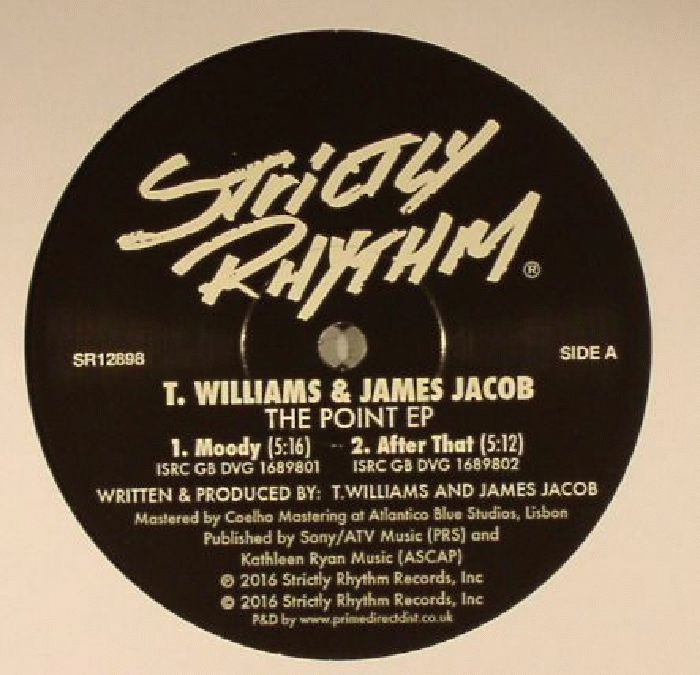 Strictly
Rhythm ®
SR12898 SIDE A
T. WILLIAMS & JAMES JACOB
THE POINT EP
1. Moody (5:16) -- 2. After That (5:12)
ISRC GB DVG 1689801 ISRC GB DVG 1689802
WRITTEN & PRODUCED BY: T.WILLIAMS AND JAMES JACOB
Mastered by Coelho Mastering at Atlantico Blue Studios, Lisbon
Published by Sony/ATV Music (PRS) and
Kathleen Ryan Music (ASCAP)
℗ 2016 Strictly Rhythm Records, Inc
© 2016 Strictly Rhythm Records, Inc
P&D by www.primedirectdist.co.uk